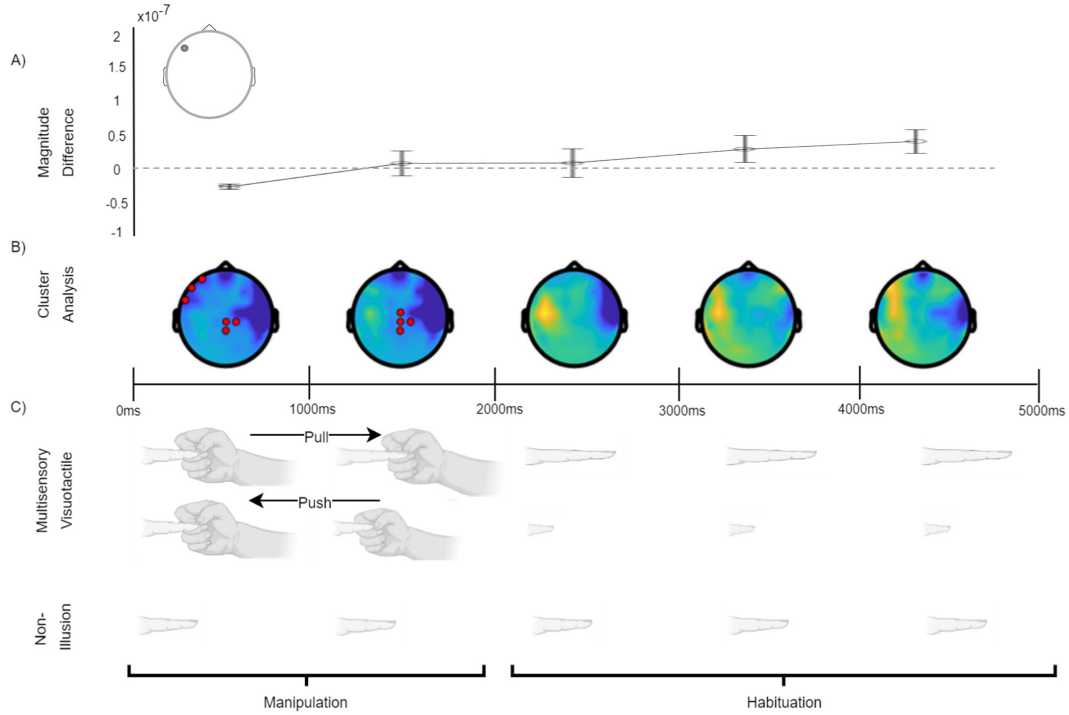 x10⁻⁷
A)
Magnitude
Difference
2
1.5
1
0.5
0
-0.5
-1
B)
Cluster
Analysis
0ms
1000ms
2000ms
3000ms
4000ms
5000ms
C)
Multisensory
Visuotactile
Pull
Push
Non-
Illusion
Manipulation
Habituation